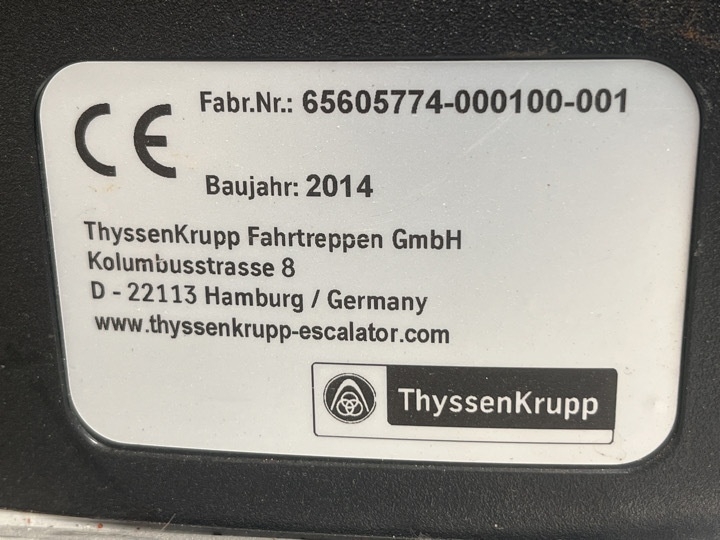 CE
Fabr.Nr.: 65605774-000100-001
Baujahr: 2014
ThyssenKrupp Fahrtreppen GmbH
Kolumbusstrasse 8
D - 22113 Hamburg / Germany
www.thyssenkrupp-escalator.com
ThyssenKrupp